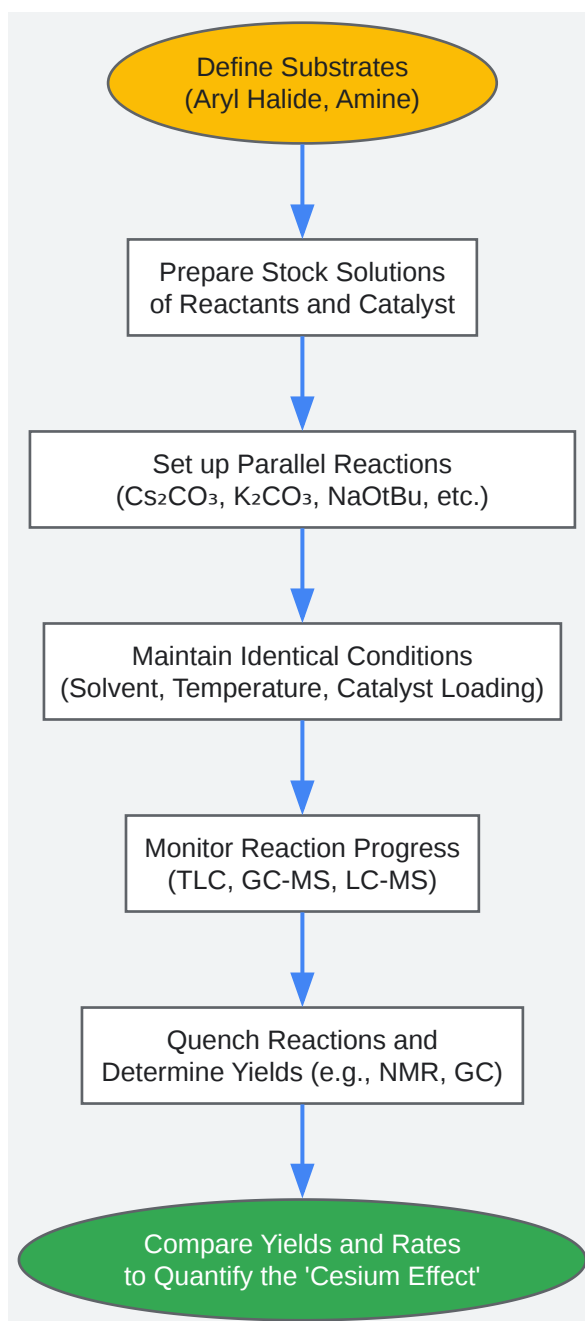 Define Substrates
(Aryl Halide, Amine)
Prepare Stock Solutions
of Reactants and Catalyst
Set up Parallel Reactions
(Cs₂CO₃, K₂CO₃, NaOtBu, etc.)
Maintain Identical Conditions
(Solvent, Temperature, Catalyst Loading)
Monitor Reaction Progress
(TLC, GC-MS, LC-MS)
Quench Reactions and
Determine Yields (e.g., NMR, GC)
Compare Yields and Rates
to Quantify the 'Cesium Effect'